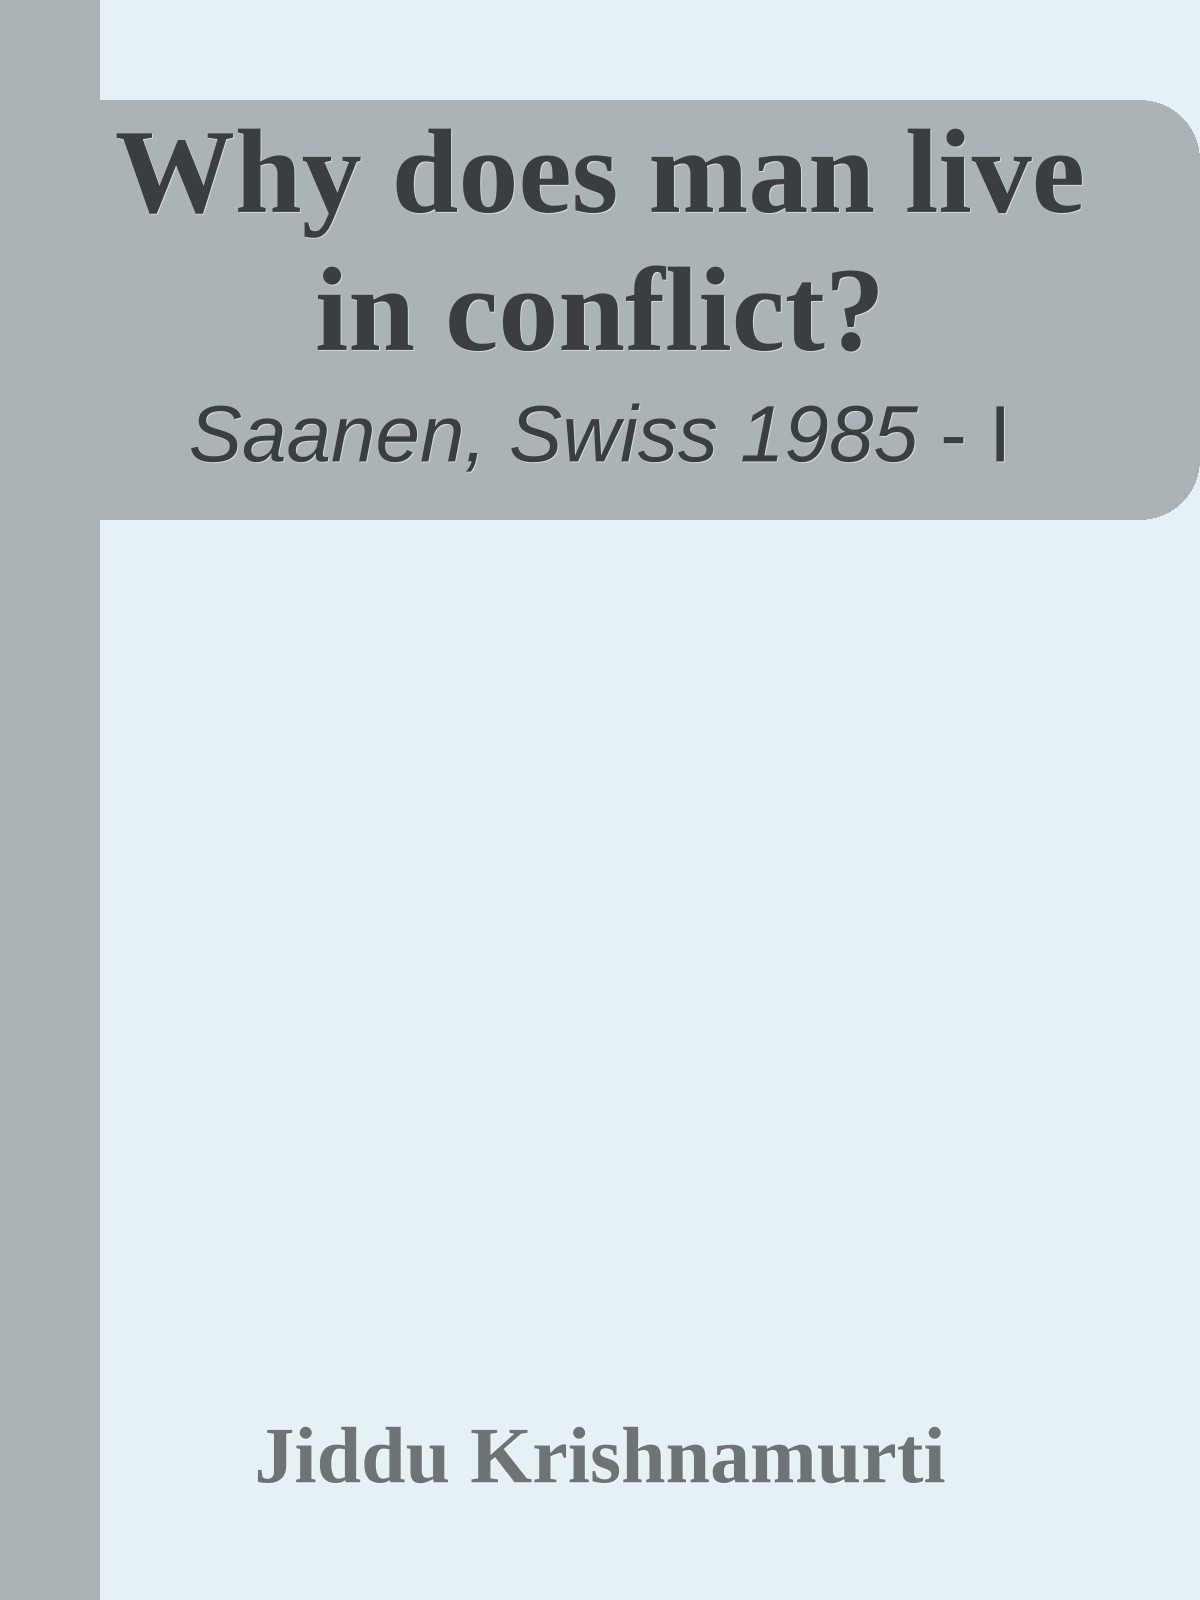 Why does man live
in conflict?
Saanen, Swiss 1985 - I
Jiddu Krishnamurti